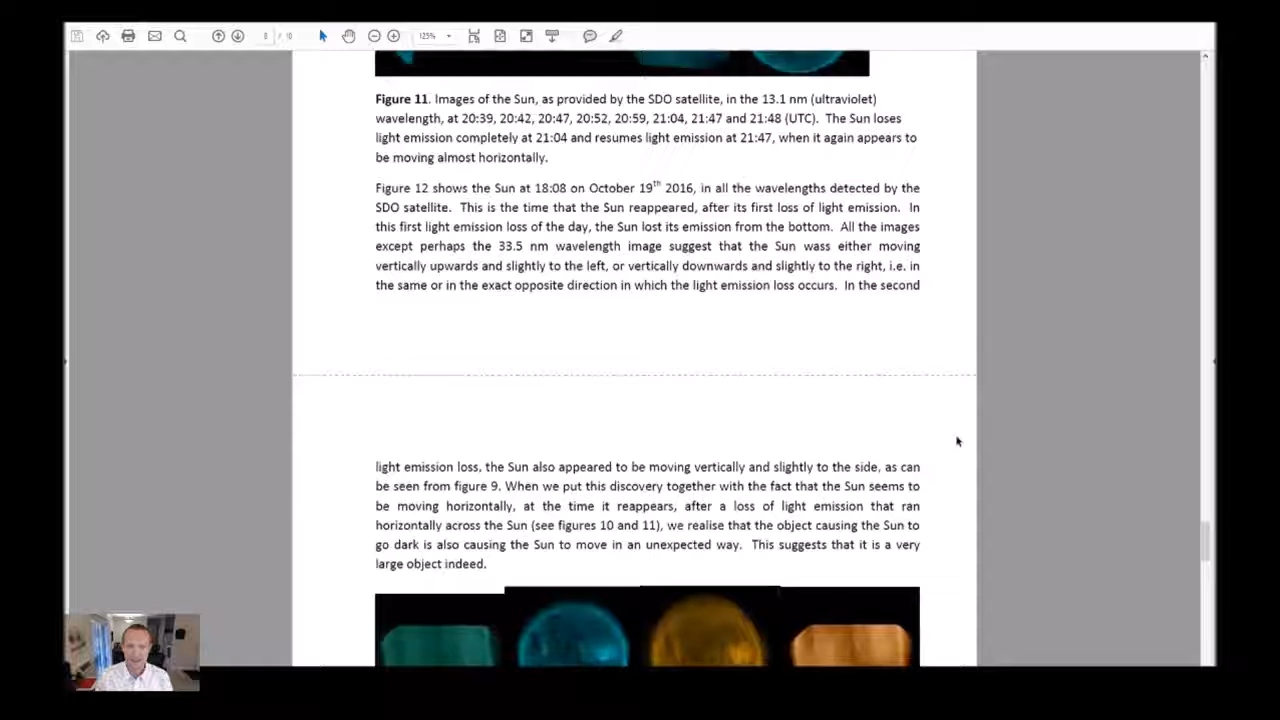 8 / 10 125%
Figure 11. Images of the Sun, as provided by the SDO satellite, in the 13.1 nm (ultraviolet)
wavelength, at 20:39, 20:42, 20:47, 20:52, 20:59, 21:04, 21:47 and 21:48 (UTC). The Sun loses
light emission completely at 21:04 and resumes light emission at 21:47, when it again appears to
be moving almost horizontally.
Figure 12 shows the Sun at 18:08 on October 19th 2016, in all the wavelengths detected by the
SDO satellite. This is the time that the Sun reappeared, after its first loss of light emission. In
this first light emission loss of the day, the Sun lost its emission from the bottom. All the images
except perhaps the 33.5 nm wavelength image suggest that the Sun wass either moving
vertically upwards and slightly to the left, or vertically downwards and slightly to the right, i.e. in
the same or in the exact opposite direction in which the light emission loss occurs. In the second
light emission loss, the Sun also appeared to be moving vertically and slightly to the side, as can
be seen from figure 9. When we put this discovery together with the fact that the Sun seems to
be moving horizontally, at the time it reappears, after a loss of light emission that ran
horizontally across the Sun (see figures 10 and 11), we realise that the object causing the Sun to
go dark is also causing the Sun to move in an unexpected way. This suggests that it is a very
large object indeed.